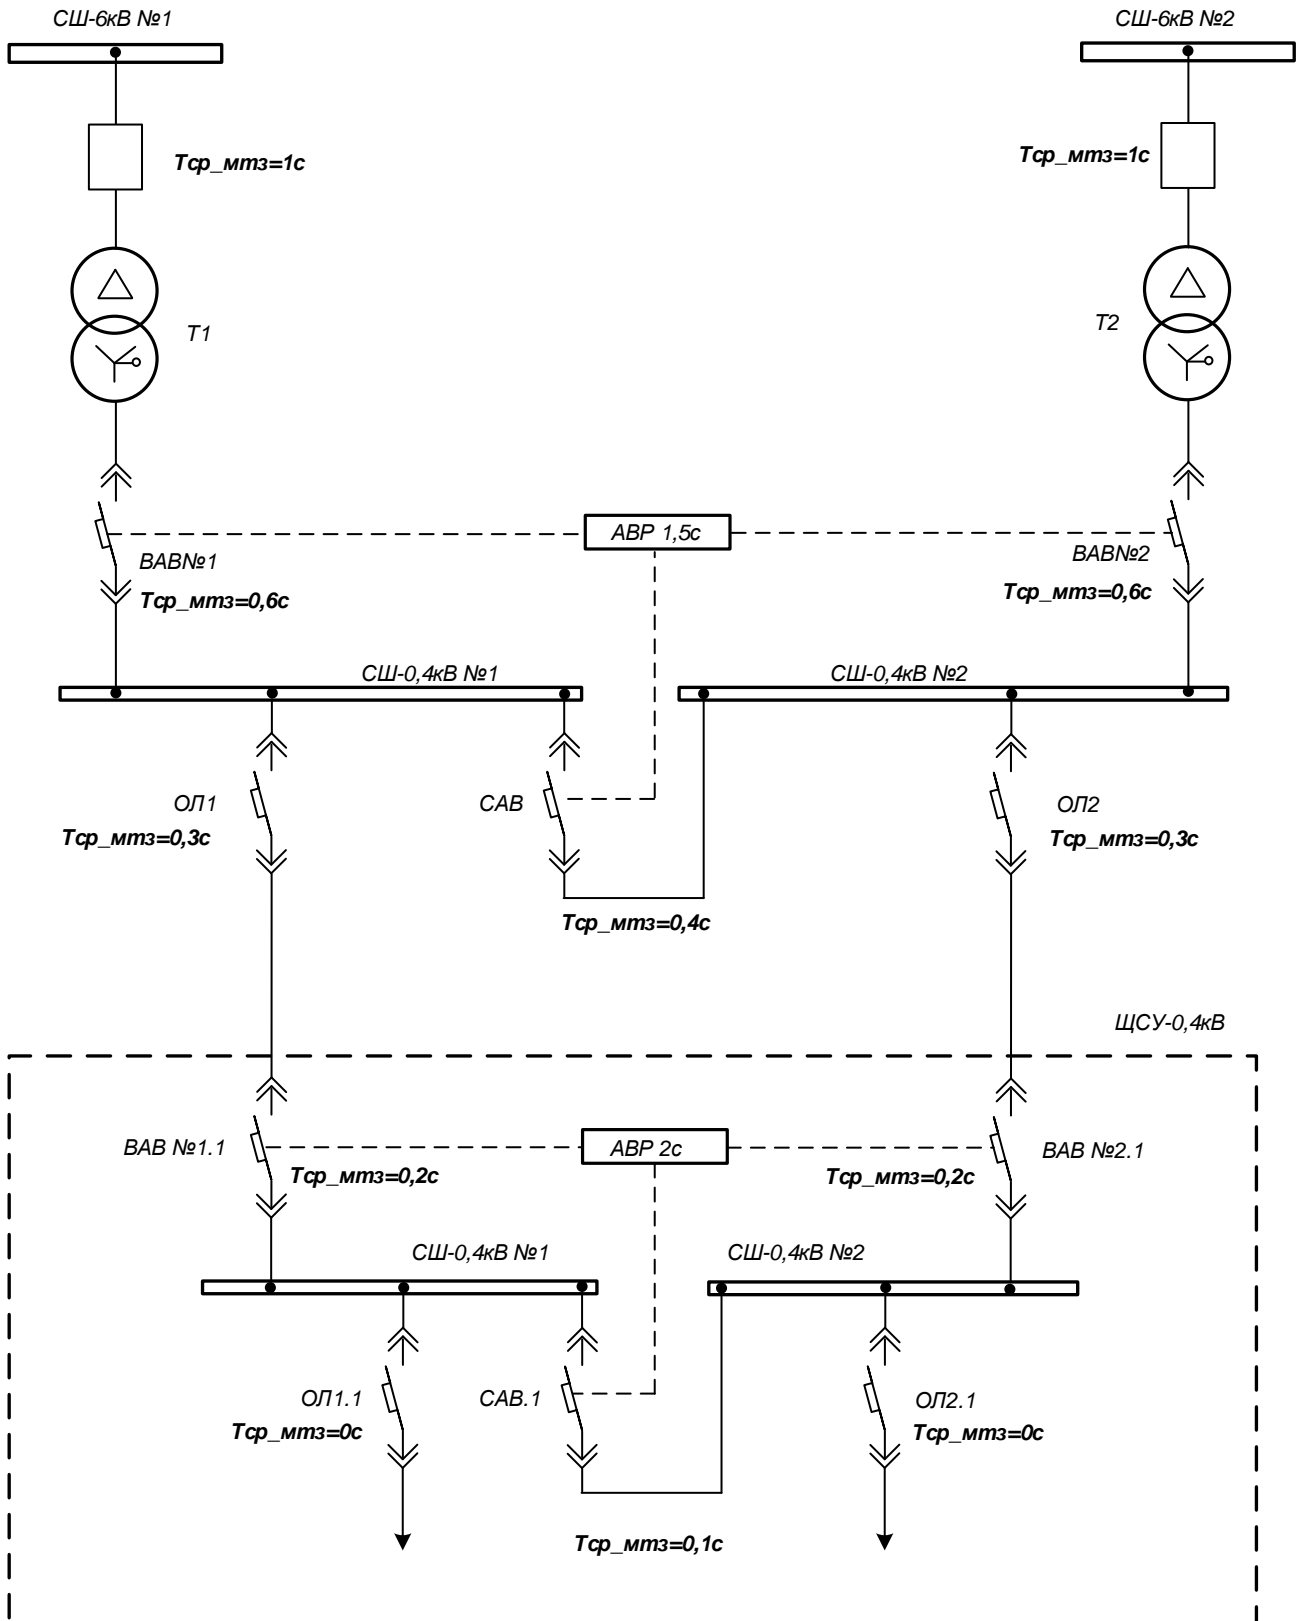 СШ-6кВ №1
СШ-6кВ №2
Тср_мтз=1с
Тср_мтз=1с
Т1
Т2
АВР 1,5с
ВАВ№1
ВАВ№2
Тср_мтз=0,6с
Тср_мтз=0,6с
СШ-0,4кВ №1
СШ-0,4кВ №2
ОЛ1
САВ
ОЛ2
Тср_мтз=0,3с
Тср_мтз=0,3с
Тср_мтз=0,4с
ЩСУ-0,4кВ
ВАВ №1.1
АВР 2с
ВАВ №2.1
Тср_мтз=0,2с
Тср_мтз=0,2с
СШ-0,4кВ №1
СШ-0,4кВ №2
ОЛ1.1
САВ.1
ОЛ2.1
Тср_мтз=0с
Тср_мтз=0с
Тср_мтз=0,1с